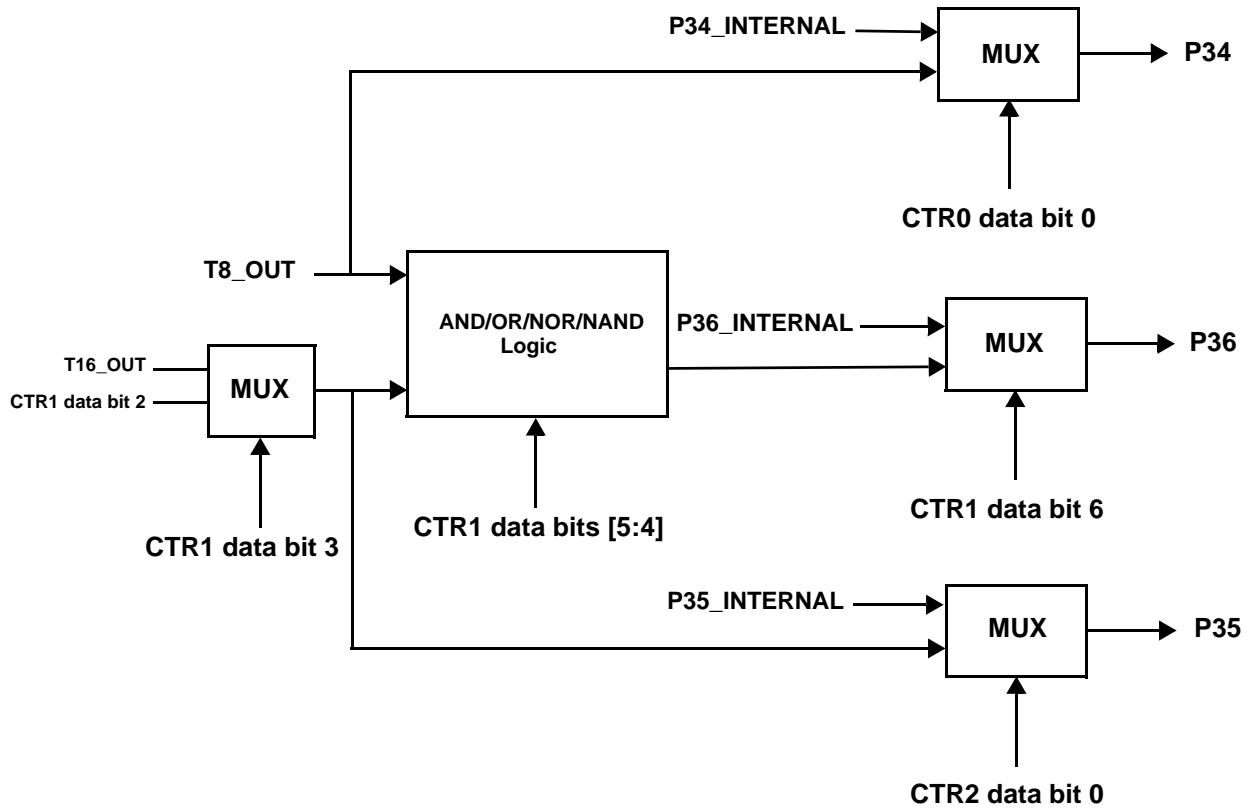 P34_INTERNAL
MUX
P34
CTR0 data bit 0
T8_OUT
AND/OR/NOR/NAND
Logic
P36_INTERNAL
MUX
P36
T16_OUT
CTR1 data bit 2
MUX
CTR1 data bit 3
CTR1 data bits [5:4]
CTR1 data bit 6
P35_INTERNAL
MUX
P35
CTR2 data bit 0